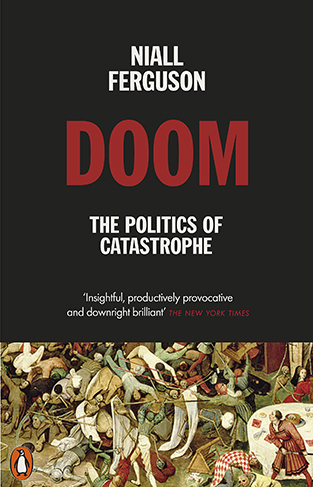 NIALL
FERGUSON
DOOM
THE POLITICS OF
CATASTROPHE
‘Insightful, productively provocative
and downright brilliant’ THE NEW YORK TIMES